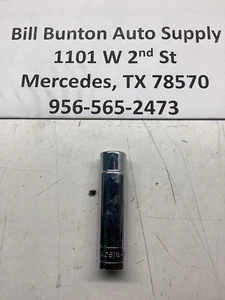 Bill Bunton Auto Supply
1101 W 2nd St
Mercedes, TX 78570
956-565-2473